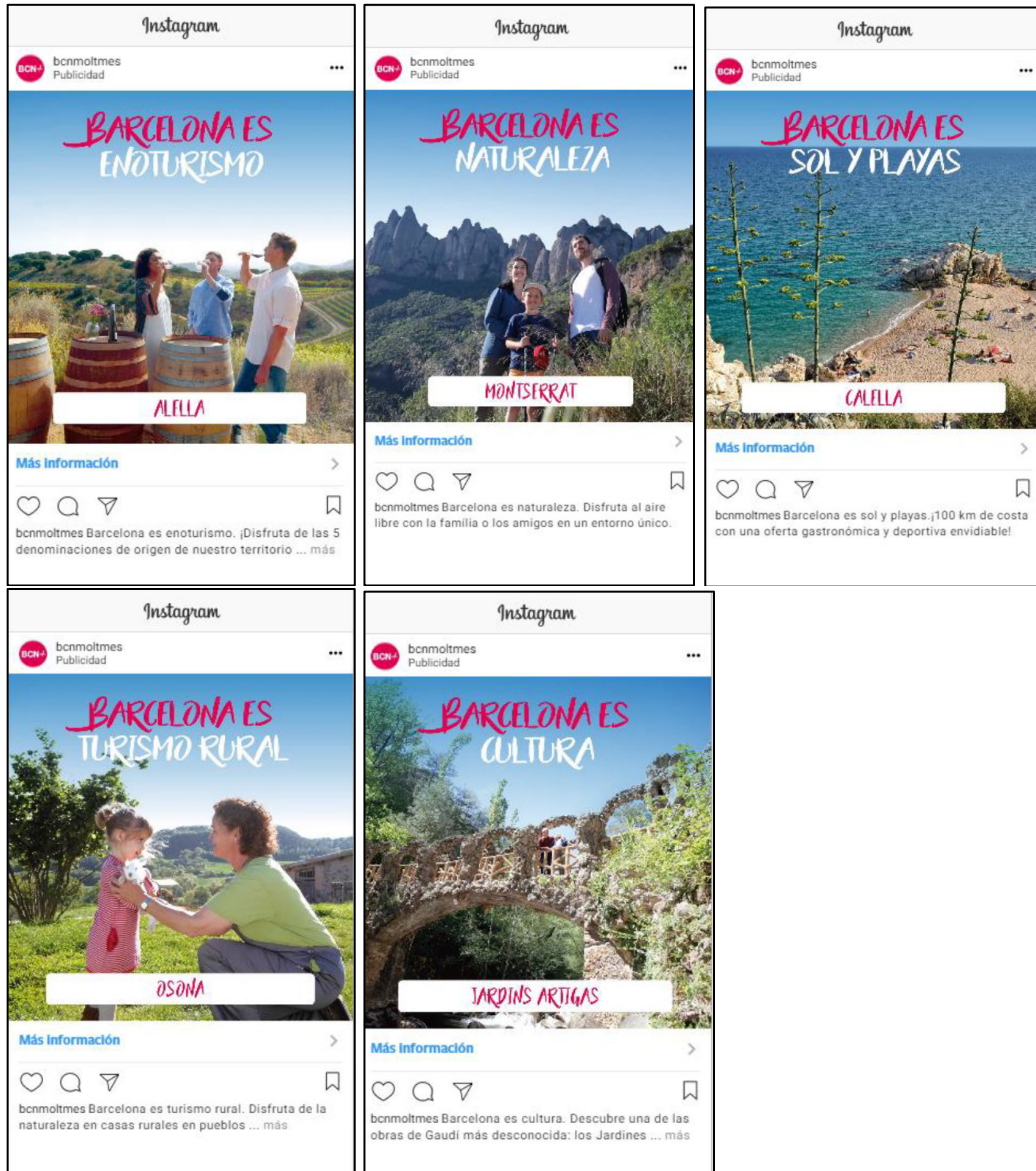 Instagram
BCN+
bcnmoltmes
Publicidad
BARCELONA ES
ENOTURISMO
ALELLA
Más información
bcnmoltmes Barcelona es enoturismo. ¡Disfruta de las 5
denominaciones de origen de nuestro territorio ... más
Instagram
BCN+
bcnmoltmes
Publicidad
BARCELONA ES
NATURALEZA
MONTSERRAT
Más información
bcnmoltmes Barcelona es naturaleza. Disfruta al aire
libre con la família o los amigos en un entorno único.
Instagram
BCN+
bcnmoltmes
Publicidad
BARCELONA ES
SOL Y PLAYAS
CALELLA
Más información
bcnmoltmes Barcelona es sol y playas.¡100 km de costa
con una oferta gastronómica y deportiva envidiable!
Instagram
BCN+
bcnmoltmes
Publicidad
BARCELONA ES
TURISMO RURAL
OSONA
Más información
bcnmoltmes Barcelona es turismo rural. Disfruta de la
naturaleza en casas rurales en pueblos ... más
Instagram
BCN+
bcnmoltmes
Publicidad
BARCELONA ES
CULTURA
JARDINS ARTIGAS
Más información
bcnmoltmes Barcelona es cultura. Descubre una de las
obras de Gaudí más desconocida: los Jardines ... más